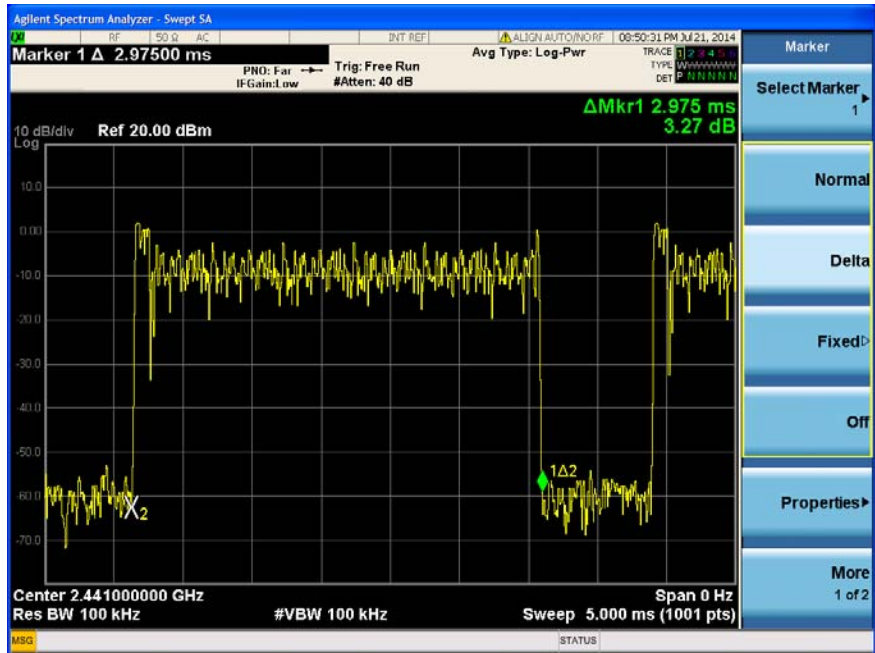 Agilent Spectrum Analyzer - Swept SA
RF 50 Ω AC INT REF ALIGN AUTO/NO RF 08:50:31 PM Jul 21, 2014
Marker 1 Δ 2.97500 ms
PNO: Far
IFGain:Low
Trig: Free Run
#Atten: 40 dB
Avg Type: Log-Pwr
TRACE 1 2 3 4 5 6
TYPE WWWWWW
DET P N N N N N
ΔMkr1 2.975 ms
3.27 dB
10 dB/div Ref 20.00 dBm
Log
10.0
0.00
-10.0
-20.0
-30.0
-40.0
-50.0
-60.0
-70.0
1Δ2
X2
Center 2.441000000 GHz
Span 0 Hz
Res BW 100 kHz
#VBW 100 kHz
Sweep 5.000 ms (1001 pts)
MSG
STATUS
Marker
Select Marker
1
Normal
Delta
Fixed
Off
Properties
More
1 of 2